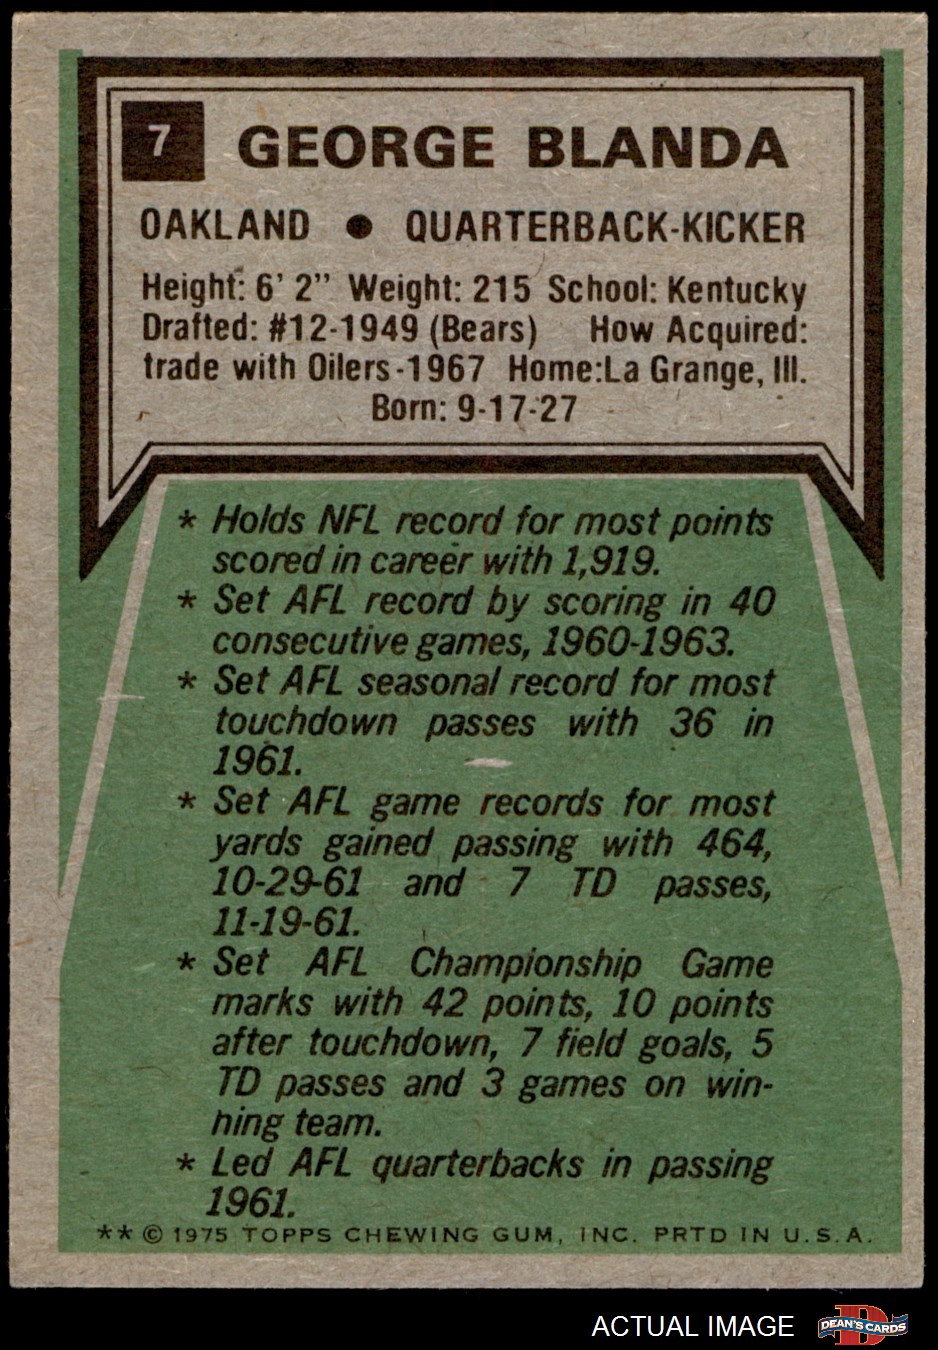 7 GEORGE BLANDA
OAKLAND ● QUARTERBACK-KICKER
Height: 6' 2" Weight: 215 School: Kentucky
Drafted: #12-1949 (Bears) How Acquired:
trade with Oilers-1967 Home:La Grange, Ill.
Born: 9-17-27
* Holds NFL record for most points
scored in career with 1,919.
* Set AFL record by scoring in 40
consecutive games, 1960-1963.
* Set AFL seasonal record for most
touchdown passes with 36 in
1961.
* Set AFL game records for most
yards gained passing with 464,
10-29-61 and 7 TD passes,
11-19-61.
* Set AFL Championship Game
marks with 42 points, 10 points
after touchdown, 7 field goals, 5
TD passes and 3 games on win-
ning team.
* Led AFL quarterbacks in passing
1961.
** © 1975 TOPPS CHEWING GUM, INC. PRTD IN U.S.A.
ACTUAL IMAGE D DEAN'S CARDS